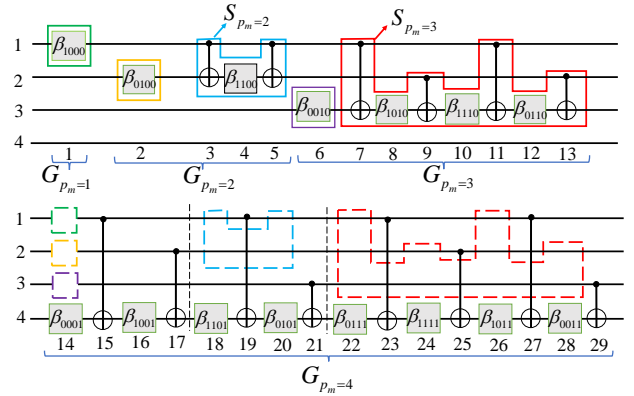 S_{p_m=2} S_{p_m=3}
1 β_{1000}
2 β_{0100} β_{1100}
3 β_{0010} β_{1010} β_{1110} β_{0110}
4
1 2 3 4 5 6 7 8 9 10 11 12 13
G_{p_m=1} G_{p_m=2} G_{p_m=3}
1
2
3
4 β_{0001} β_{1001} β_{1101} β_{0101} β_{0111} β_{1111} β_{1011} β_{0011}
14 15 16 17 18 19 20 21 22 23 24 25 26 27 28 29
G_{p_m=4}